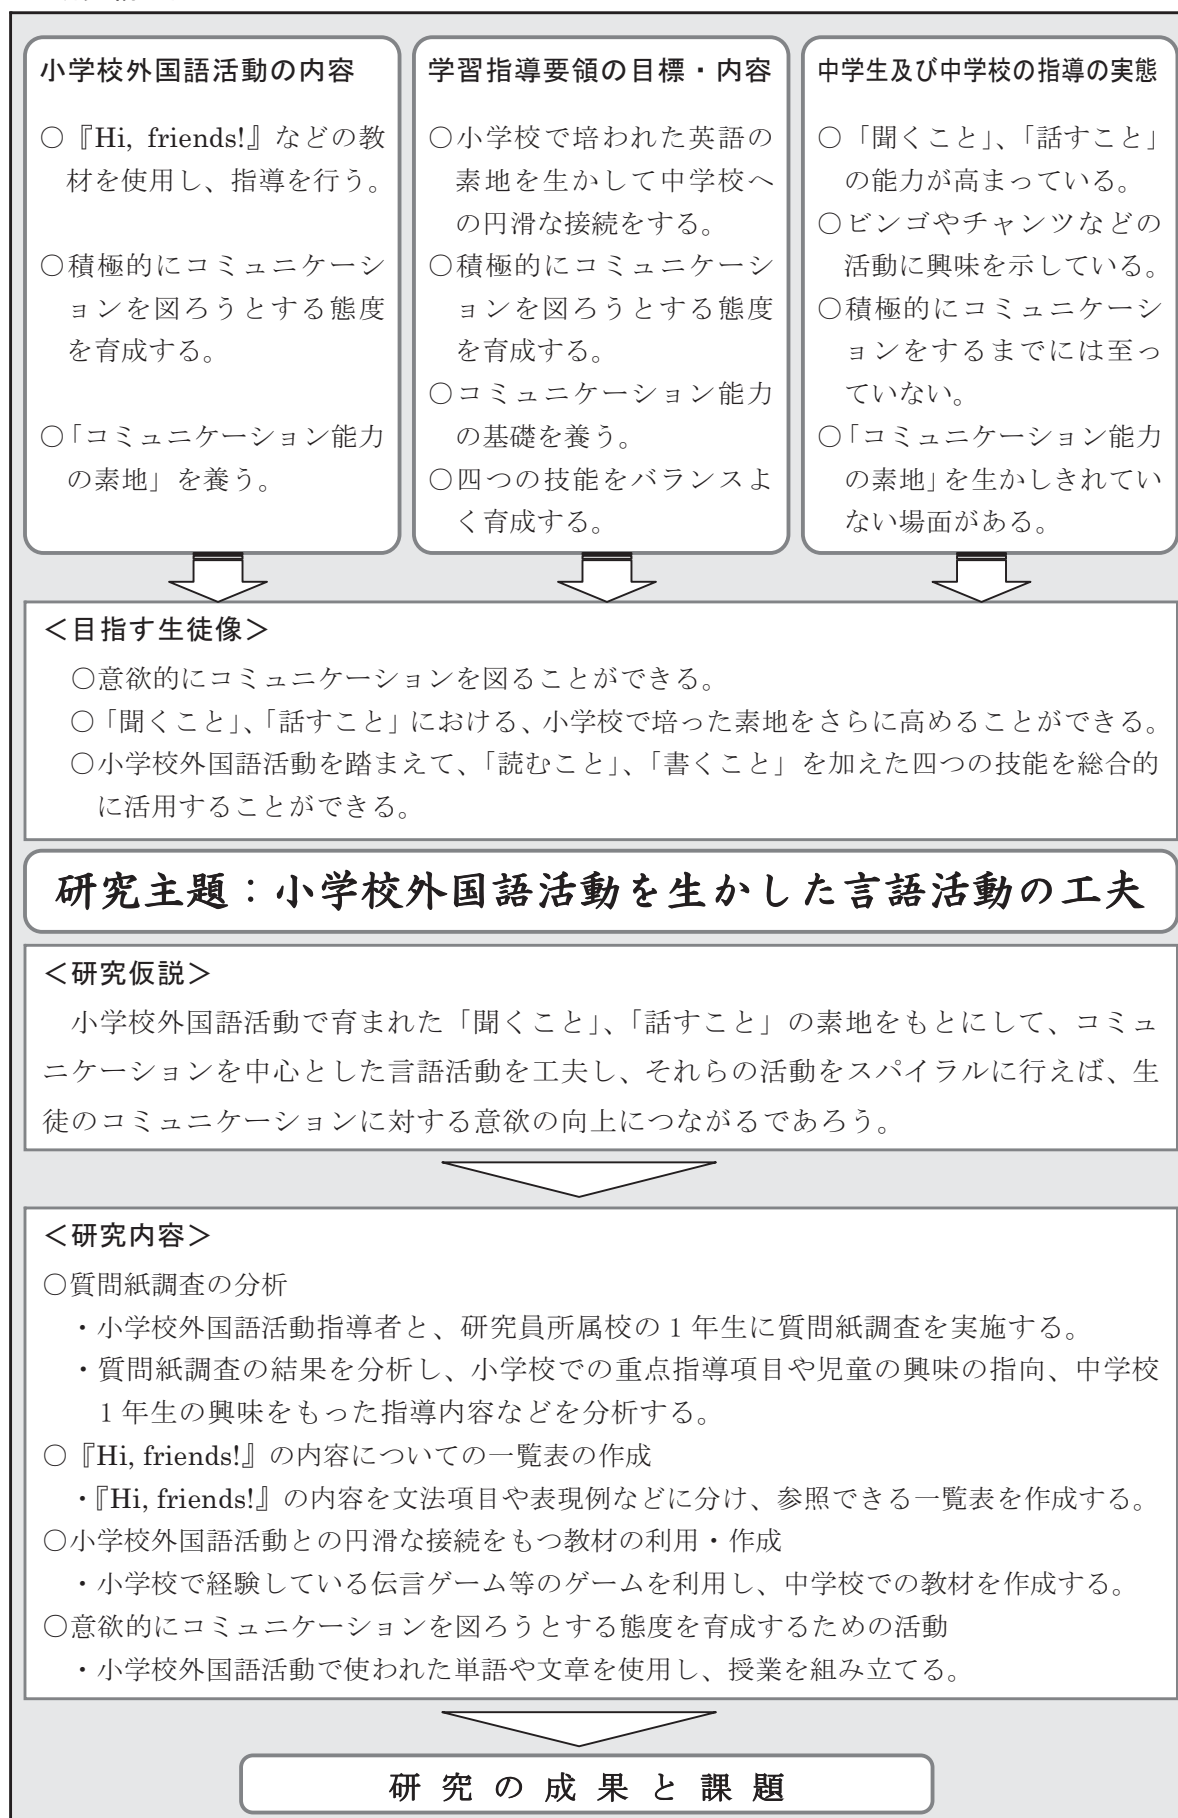 小学校外国語活動の内容
○『Hi, friends!』などの教
材を使用し、指導を行う。
○積極的にコミュニケーシ
ョンを図ろうとする態度
を育成する。
○「コミュニケーション能力
の素地」を養う。
学習指導要領の目標・内容
○小学校で培われた英語の
素地を生かして中学校へ
の円滑な接続をする。
○積極的にコミュニケーシ
ョンを図ろうとする態度
を育成する。
○コミュニケーション能力
の基礎を養う。
○四つの技能をバランスよ
く育成する。
中学生及び中学校の指導の実態
○「聞くこと」、「話すこと」
の能力が高まっている。
○ビンゴやチャンツなどの
活動に興味を示している。
○積極的にコミュニケーシ
ョンをするまでには至っ
ていない。
○「コミュニケーション能力
の素地」を生かしきれてい
ない場面がある。
＜目指す生徒像＞
○意欲的にコミュニケーションを図ることができる。
○「聞くこと」、「話すこと」における、小学校で培った素地をさらに高めることができる。
○小学校外国語活動を踏まえて、「読むこと」、「書くこと」を加えた四つの技能を総合的
に活用することができる。
研究主題：小学校外国語活動を生かした言語活動の工夫
＜研究仮説＞
小学校外国語活動で育まれた「聞くこと」、「話すこと」の素地をもとにして、コミュ
ニケーションを中心とした言語活動を工夫し、それらの活動をスパイラルに行えば、生
徒のコミュニケーションに対する意欲の向上につながるであろう。
＜研究内容＞
○質問紙調査の分析
・小学校外国語活動指導者と、研究員所属校の１年生に質問紙調査を実施する。
・質問紙調査の結果を分析し、小学校での重点指導項目や児童の興味の指向、中学校
１年生の興味をもった指導内容などを分析する。
○『Hi, friends!』の内容についての一覧表の作成
・『Hi, friends!』の内容を文法項目や表現例などに分け、参照できる一覧表を作成する。
○小学校外国語活動との円滑な接続をもつ教材の利用・作成
・小学校で経験している伝言ゲーム等のゲームを利用し、中学校での教材を作成する。
○意欲的にコミュニケーションを図ろうとする態度を育成するための活動
・小学校外国語活動で使われた単語や文章を使用し、授業を組み立てる。
研究の成果と課題